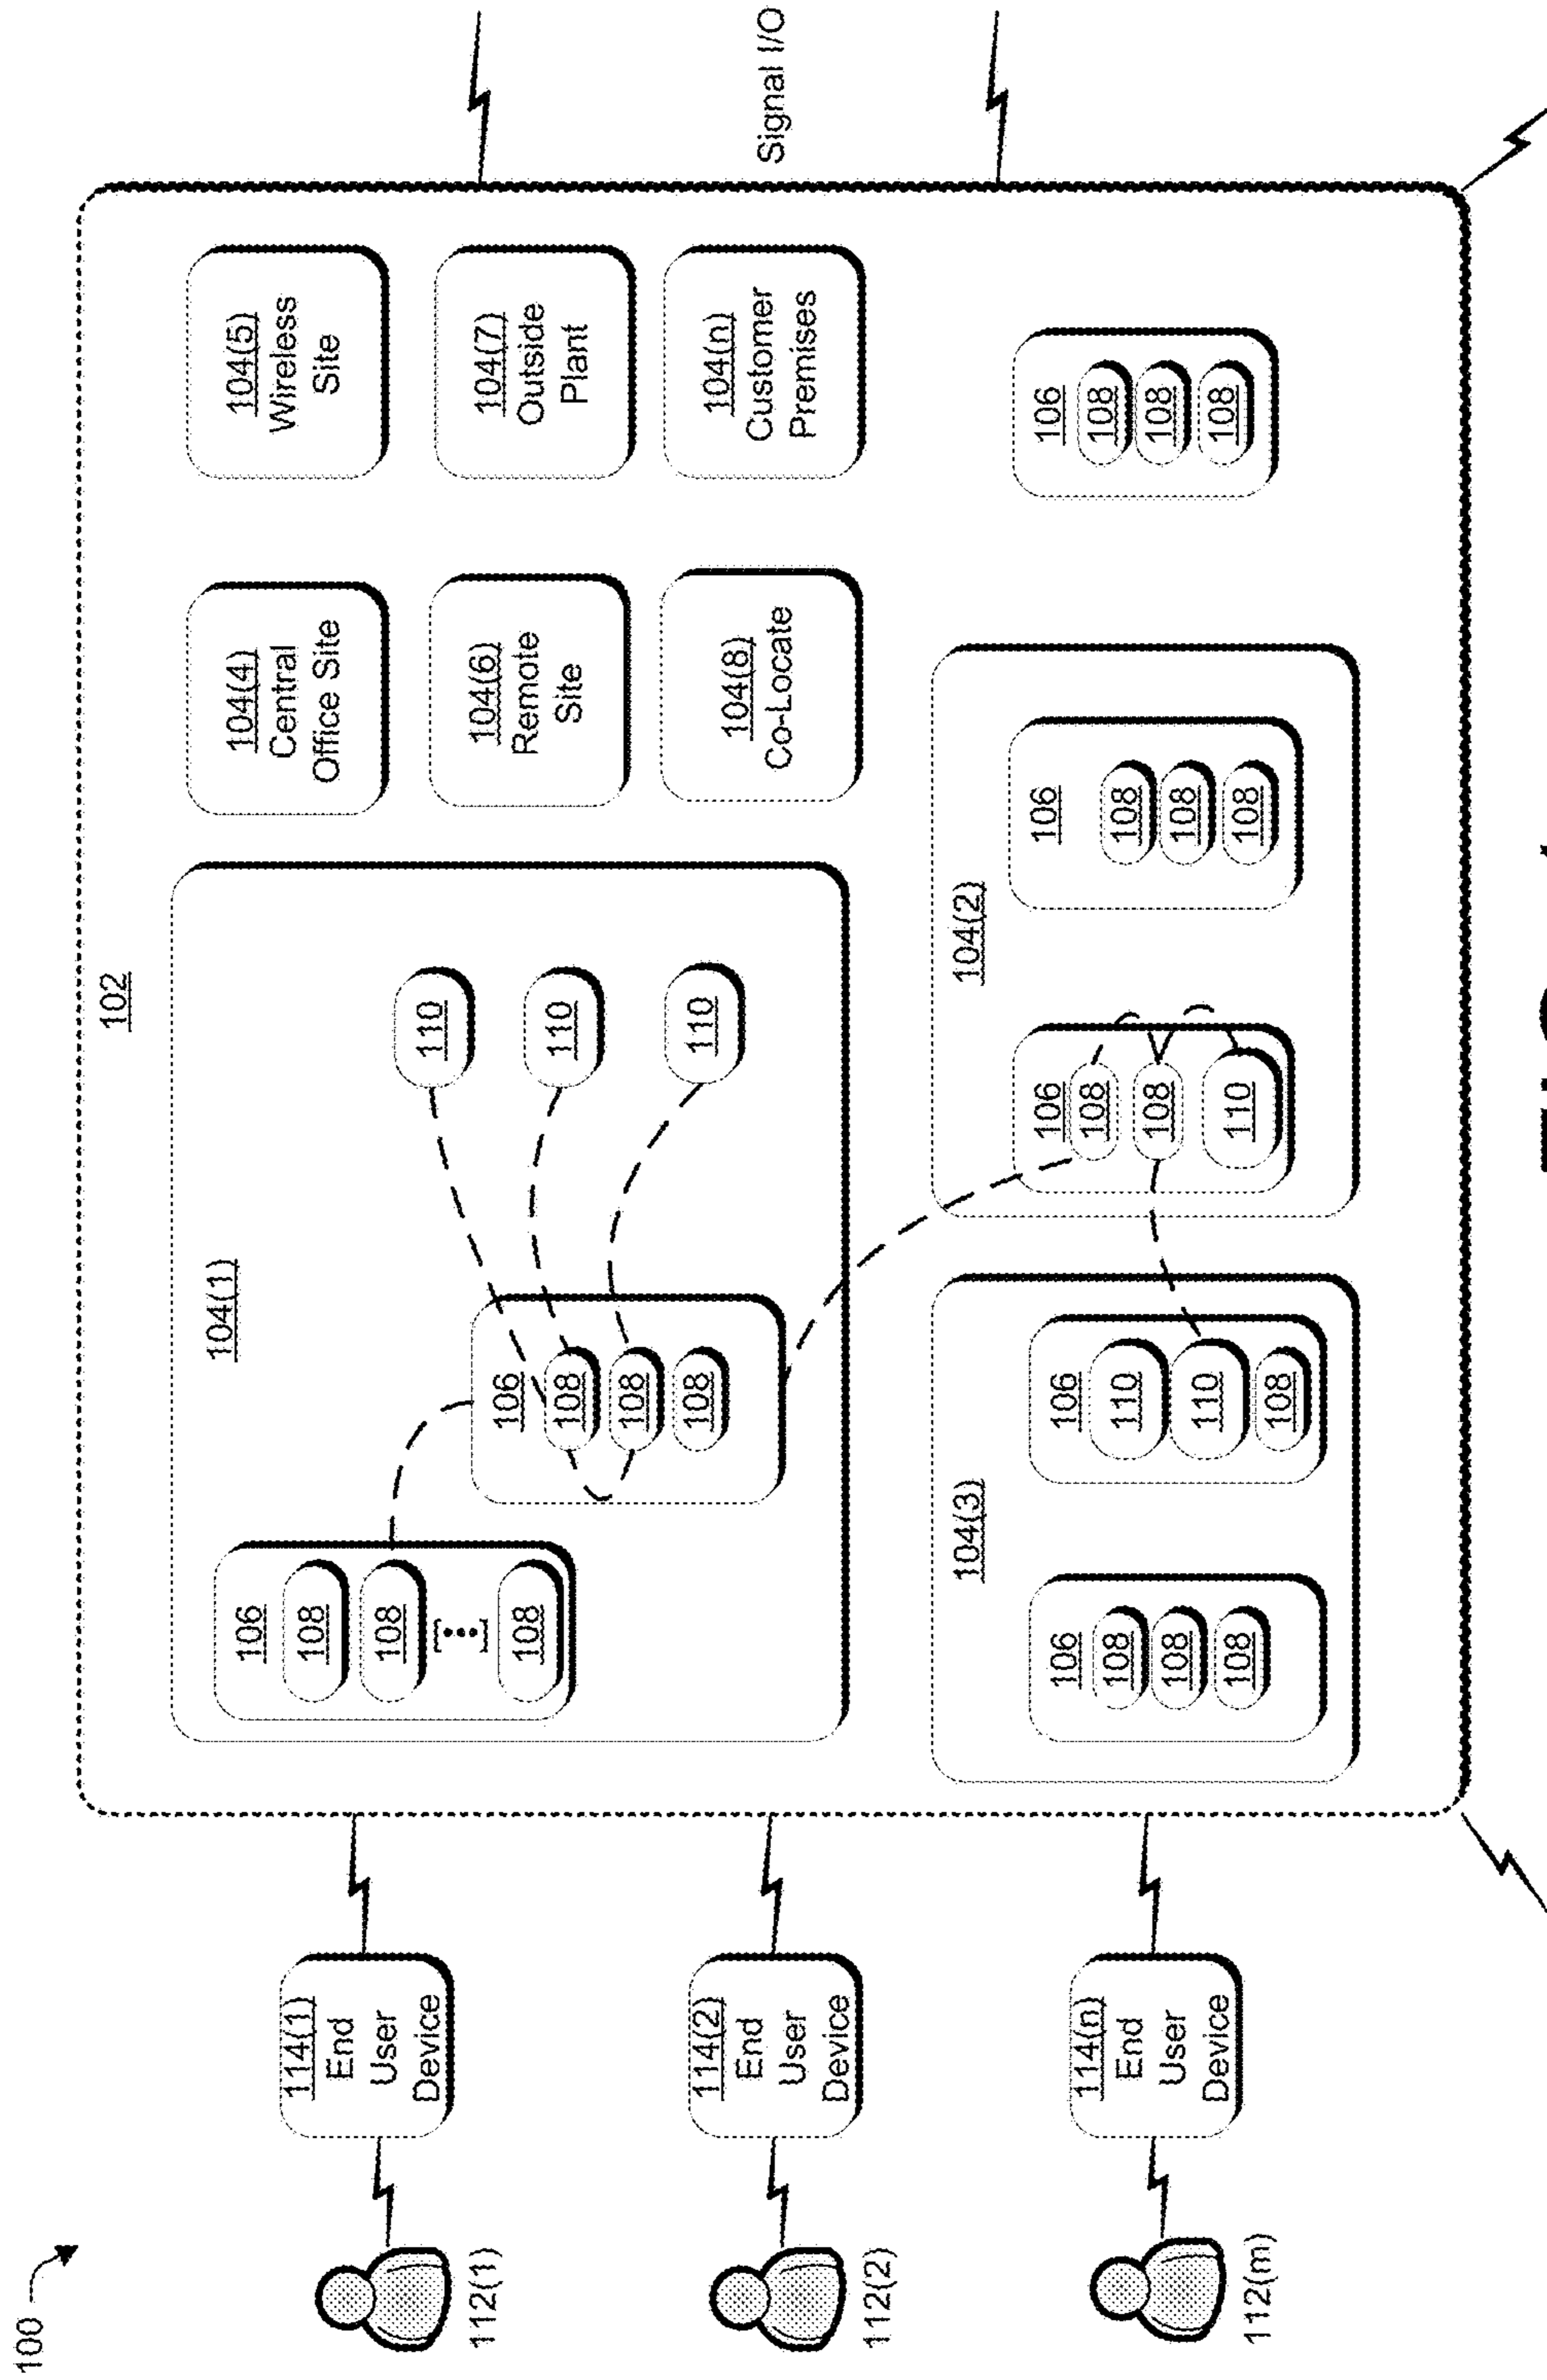 100
102
112(1)
114(1)
End
User
Device
112(2)
114(2)
End
User
Device
112(m)
114(n)
End
User
Device
104(1)
106
108
108
[...]
108
106
108
108
108
110
110
110
104(4)
Central
Office Site
104(5)
Wireless
Site
104(6)
Remote
Site
104(7)
Outside
Plant
104(8)
Co-Locate
104(n)
Customer
Premises
104(3)
106
108
108
108
106
110
110
108
104(2)
106
108
108
110
106
108
108
108
106
108
108
108
Signal I/O